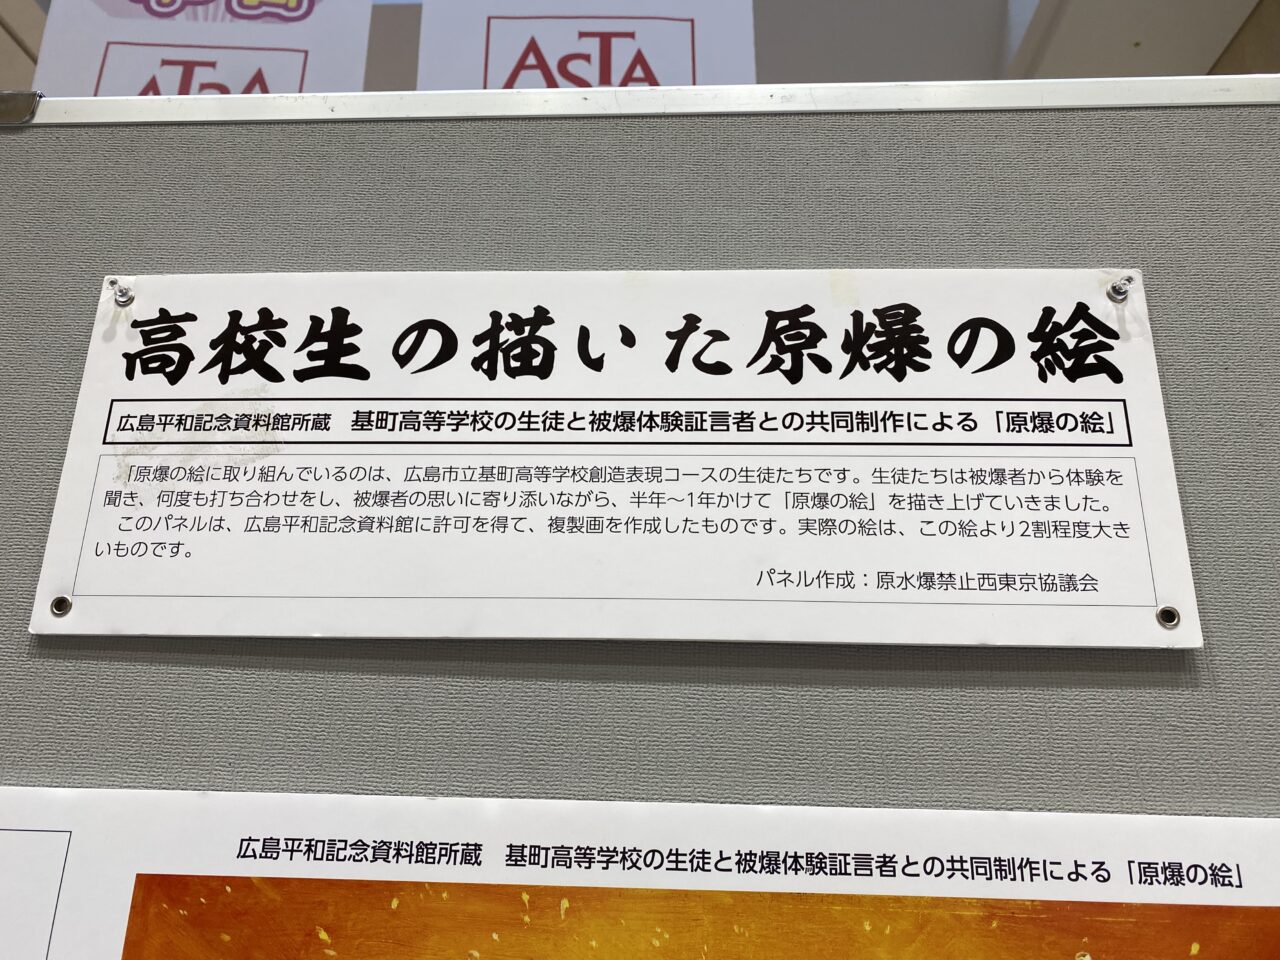 ASTA
高校生の描いた原爆の絵
広島平和記念資料館所蔵　基町高等学校の生徒と被爆体験証言者との共同制作による「原爆の絵」
「原爆の絵に取り組んでいるのは、広島市立基町高等学校創造表現コースの生徒たちです。生徒たちは被爆者から体験を
聞き、何度も打ち合わせをし、被爆者の思いに寄り添いながら、半年〜1年かけて「原爆の絵」を描き上げていきました。
このパネルは、広島平和記念資料館に許可を得て、複製画を作成したものです。実際の絵は、この絵より2割程度大き
いものです。
パネル作成：原水爆禁止西東京協議会
広島平和記念資料館所蔵　基町高等学校の生徒と被爆体験証言者との共同制作による「原爆の絵」